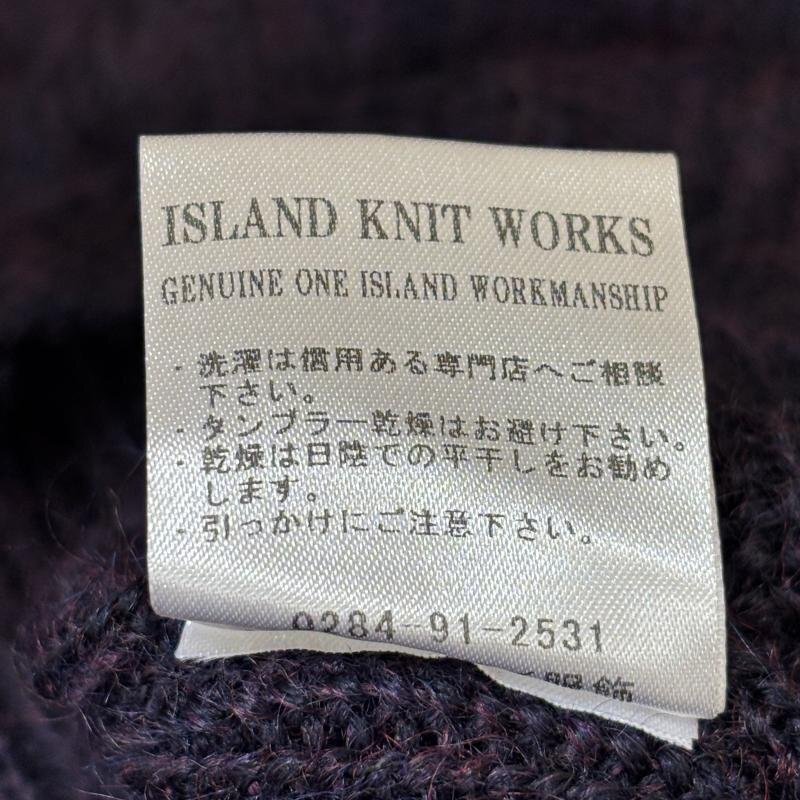 ISLAND KNIT WORKS
GENUINE ONE ISLAND WORKMANSHIP
・洗濯は信用ある専門店へご相談
下さい。
・タンブラー乾燥はお避け下さい。
・乾燥は日陰での平干しをお勧め
します。
・引っかけにご注意下さい。
0284-91-2531
服飾